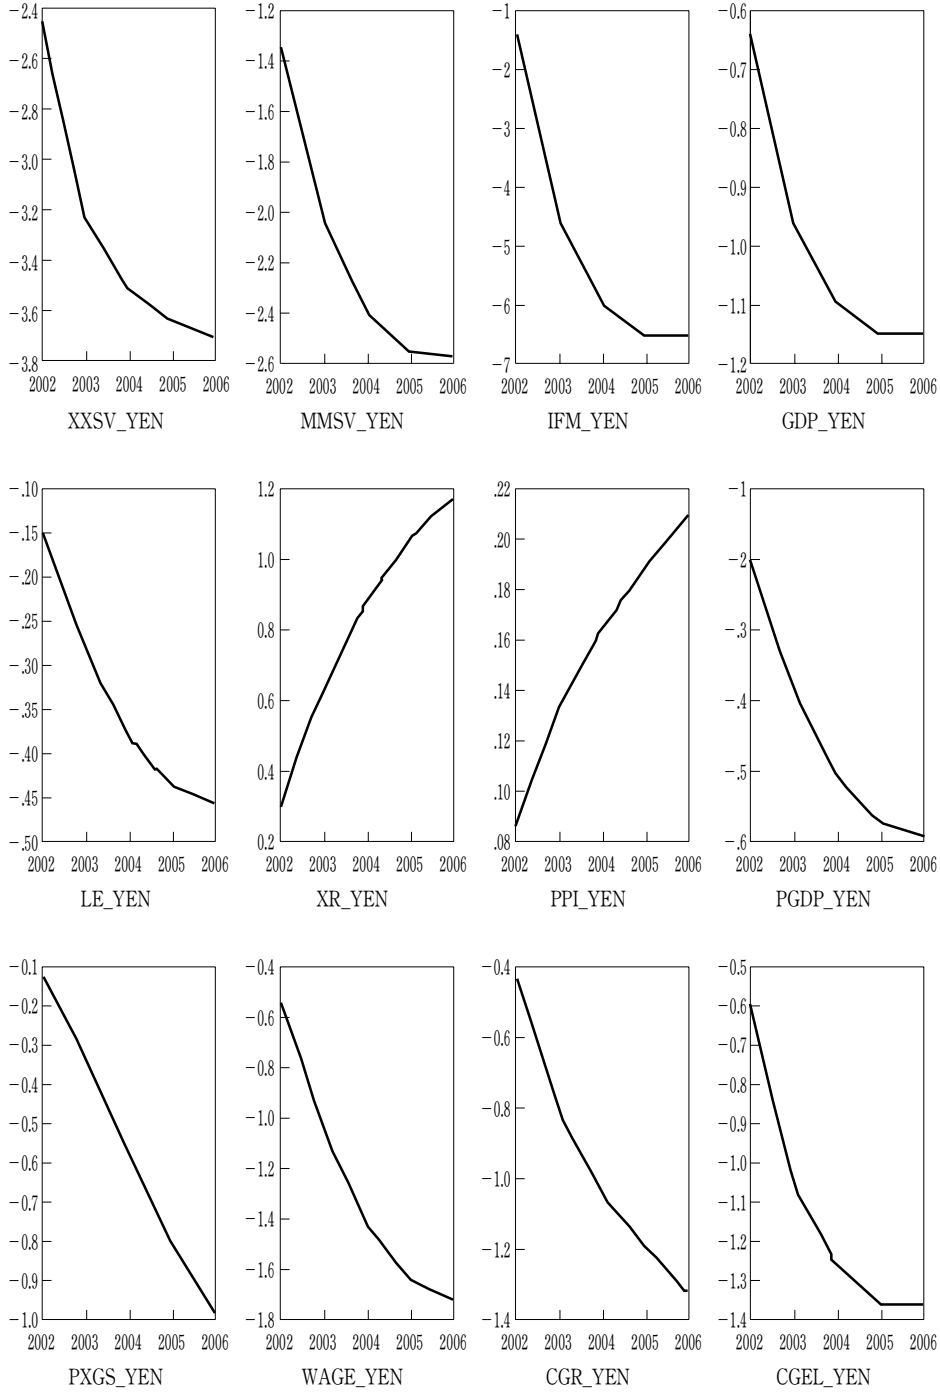 −2.4 −1.2 −1 −0.6
−2.6 −1.4 −2 −0.7
−2.8 −1.6 −3 −0.8
−3.0 −1.8 −4 −0.9
−3.2 −2.0 −5 −1.0
−3.4 −2.2 −6 −1.1
−3.6 −2.4 −7 −1.2
−3.8 −2.6
2002 2003 2004 2005 2006 2002 2003 2004 2005 2006 2002 2003 2004 2005 2006 2002 2003 2004 2005 2006
XXSV_YEN MMSV_YEN IFM_YEN GDP_YEN
−.10 1.2 .22 −1
−.15 1.0 .20 −2
−.20 0.8 .18 −.3
−.25 0.6 .16 −.4
−.30 0.4 .14 −.5
−.35 0.2 .12 −.6
−.40 .10
−.45 .08
−.50
2002 2003 2004 2005 2006 2002 2003 2004 2005 2006 2002 2003 2004 2005 2006 2002 2003 2004 2005 2006
LE_YEN XR_YEN PPI_YEN PGDP_YEN
−0.1 −0.4 −0.4 −0.5
−0.2 −0.6 −0.6 −0.6
−0.3 −0.8 −0.8 −0.7
−0.4 −1.0 −1.0 −0.8
−0.5 −1.2 −1.2 −0.9
−0.6 −1.4 −1.4 −1.0
−0.7 −1.6 −1.1
−0.8 −1.8 −1.2
−0.9 −1.3
−1.0 −1.4
2002 2003 2004 2005 2006 2002 2003 2004 2005 2006 2002 2003 2004 2005 2006 2002 2003 2004 2005 2006
PXGS_YEN WAGE_YEN CGR_YEN CGEL_YEN